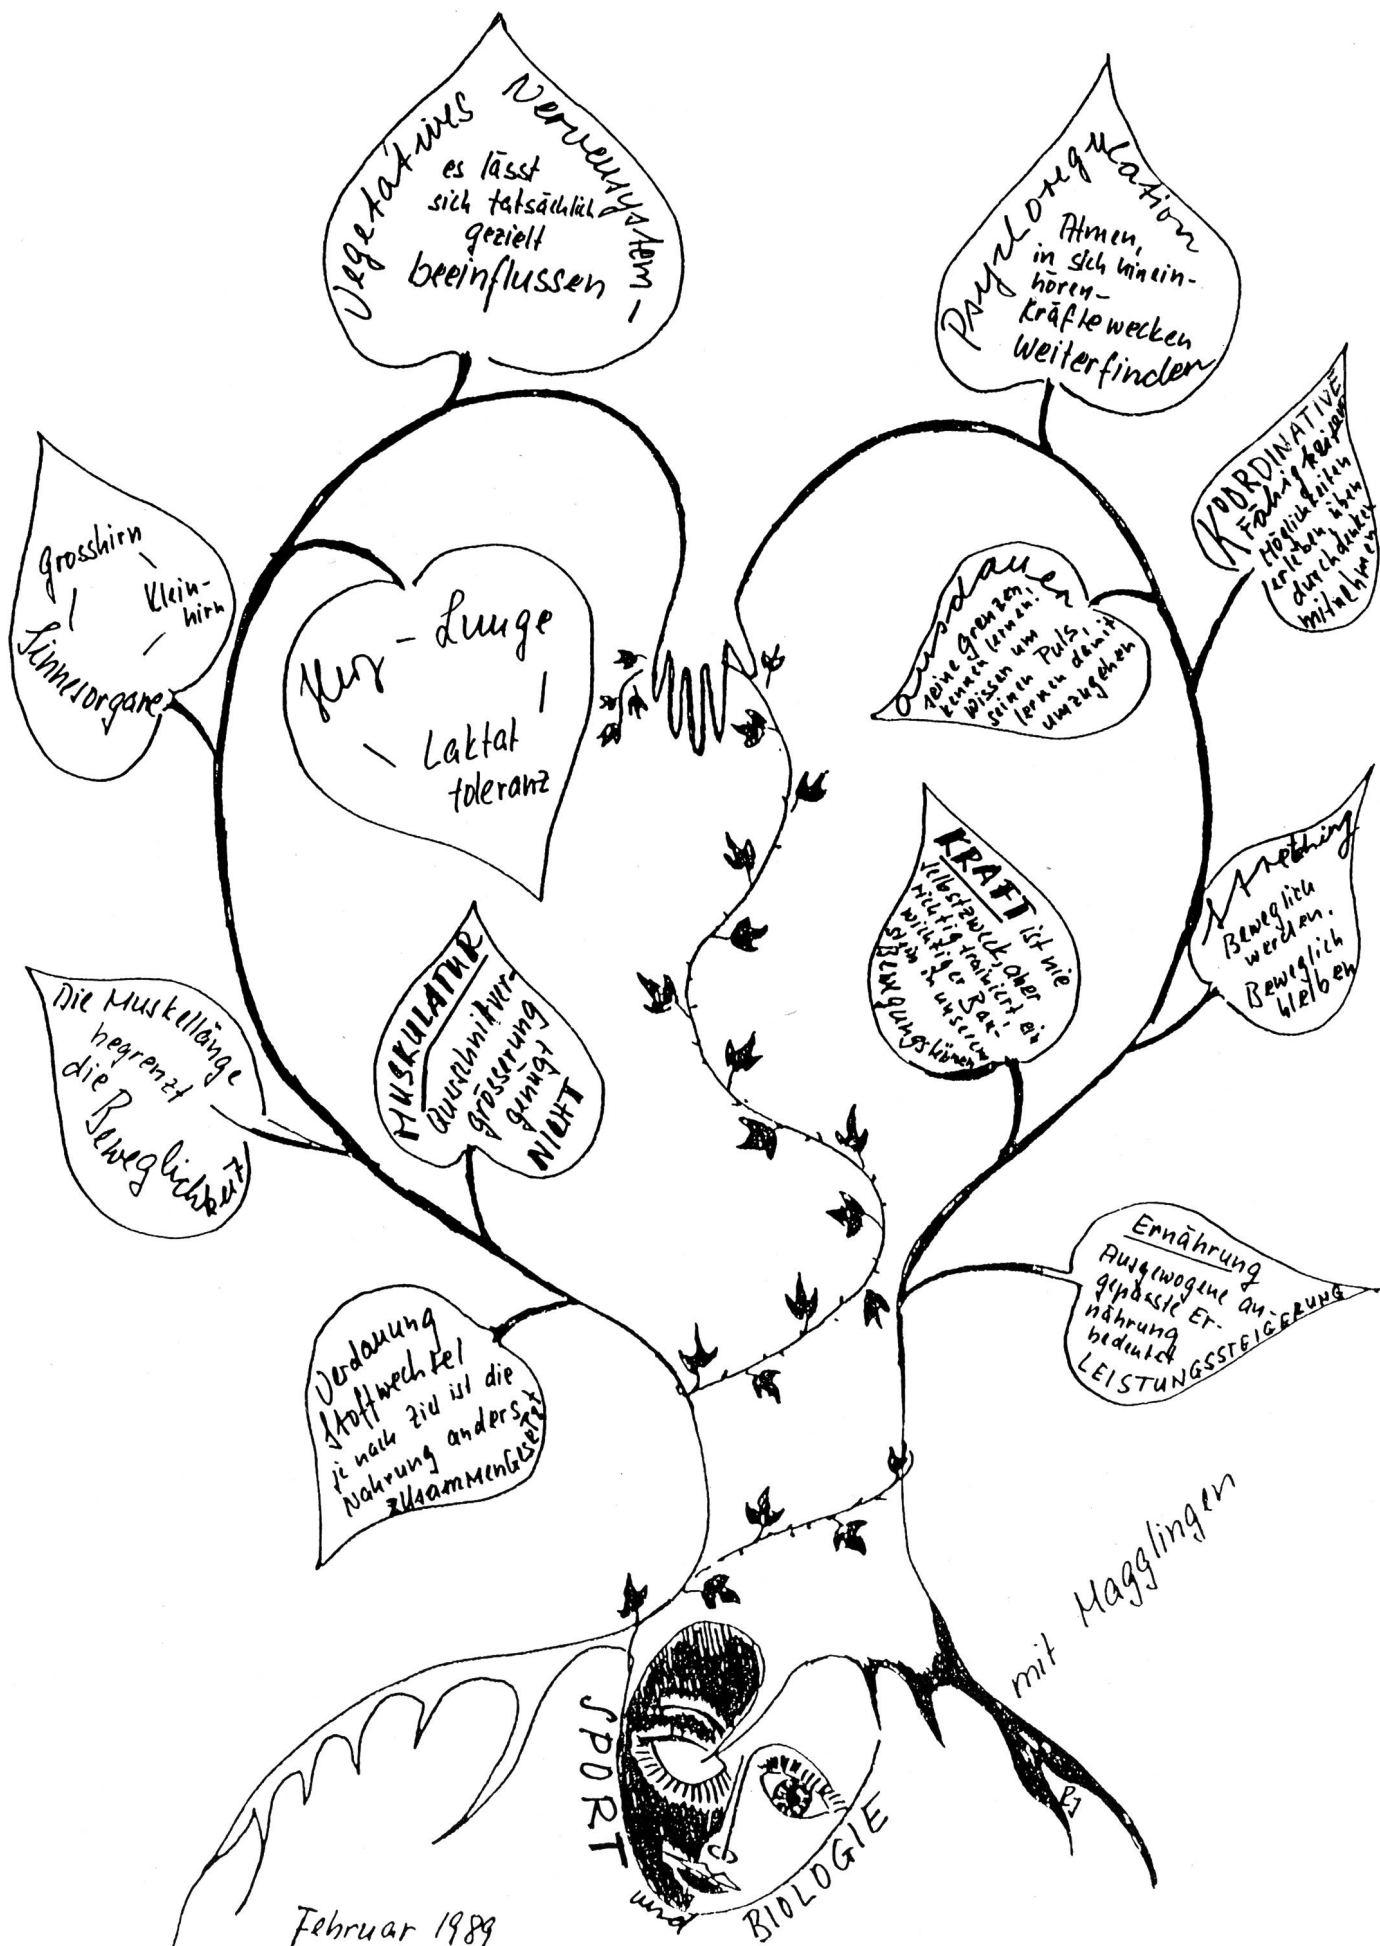 Vegetatives Nervensystem -
es lässt
sich tatsächlich
gezielt
beeinflussen
Psychoregulation
Atmen,
in sich hinein-
hören -
Kräfte wecken
Weiterfinden
KOORDINATIVE
Fähigkeiten
Möglichkeiten
erleben, üben
durchdenken
mitnehmen
Grosshirn
Klein-
hirn
Sinnesorgane
Herz - Lunge
Laktat
toleranz
Ausdauer
seine Grenzen,
kennen lernen.
Wissen um
seinen Puls,
lernen damit
umzugehen
KRAFT ist nie
selbstzweck, aber
richtig trainiert ein
wichtiger Bau-
stein in unserem
Bewegungskönnen
Stretching
Beweglich
werden.
Beweglich
bleiben
MUSKULATUR
Querschnittver-
grösserung
genügt
NICHT
Die Muskellänge
begrenzt
die Beweglichkeit
Verdauung
Stoffwechsel
je nach Ziel ist die
Nahrung anders
zusammengesetzt
Ernährung
Ausgewogene an-
gepasste Er-
nährung
bedeutet
LEISTUNGSSTEIGERUNG
mit Magglingen
SPORT
und
BIOLOGIE
RJ
Februar 1989